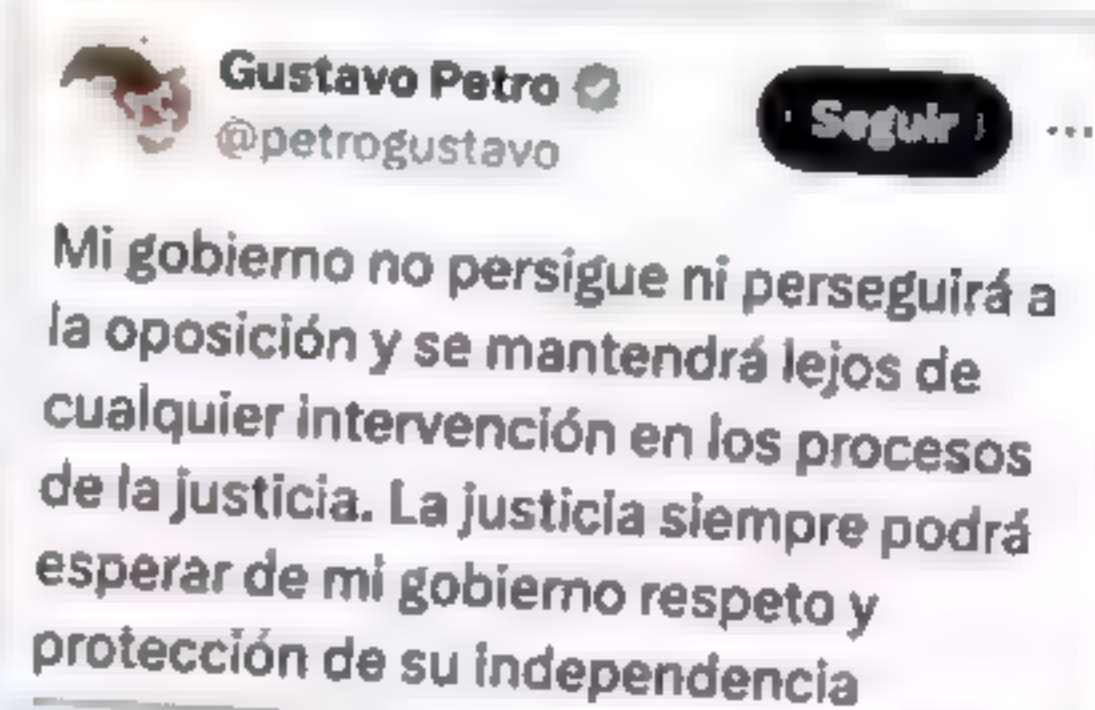 Gustavo Petro
@petrogustavo
Seguir
Mi gobierno no persigue ni perseguirá a
la oposición y se mantendrá lejos de
cualquier intervención en los procesos
de la justicia. La justicia siempre podrá
esperar de mi gobierno respeto y
protección de su independencia